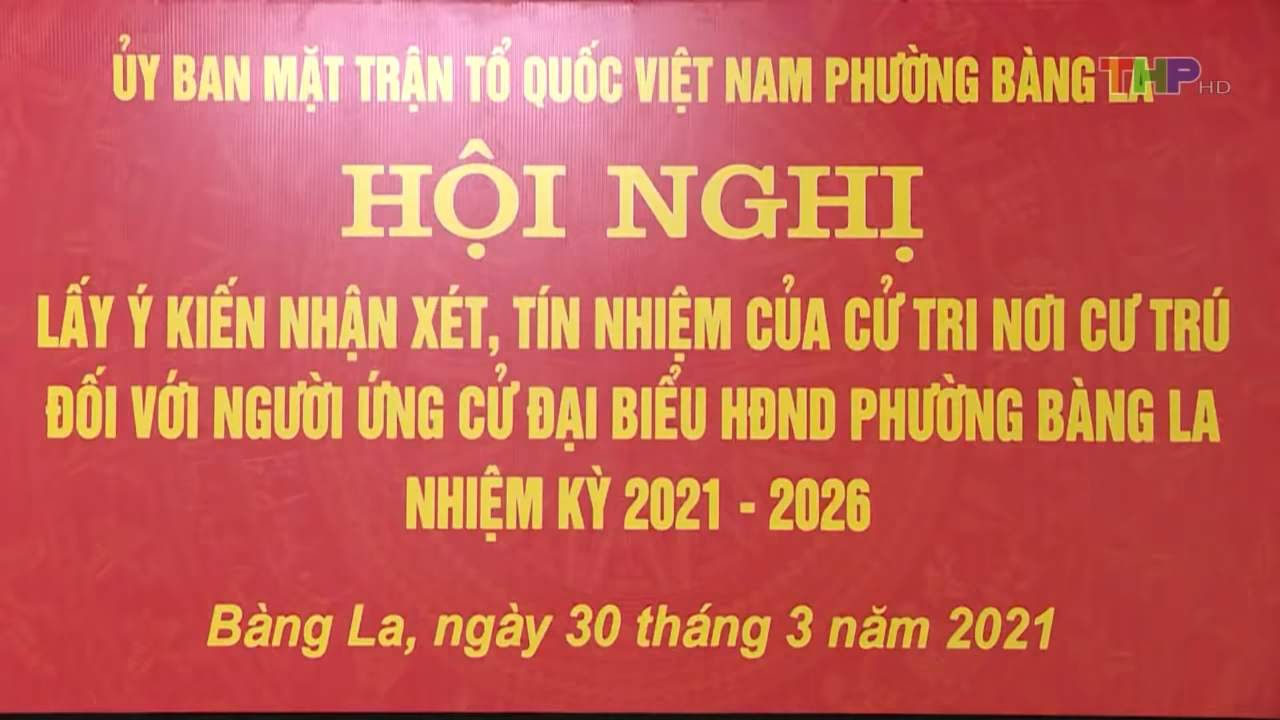 ỦY BAN MẶT TRẬN TỔ QUỐC VIỆT NAM PHƯỜNG BÀNG LA
THP HD
HỘI NGHỊ
LẤY Ý KIẾN NHẬN XÉT, TÍN NHIỆM CỦA CỬ TRI NƠI CƯ TRÚ
ĐỐI VỚI NGƯỜI ỨNG CỬ ĐẠI BIỂU HĐND PHƯỜNG BÀNG LA
NHIỆM KỲ 2021 - 2026
Bàng La, ngày 30 tháng 3 năm 2021